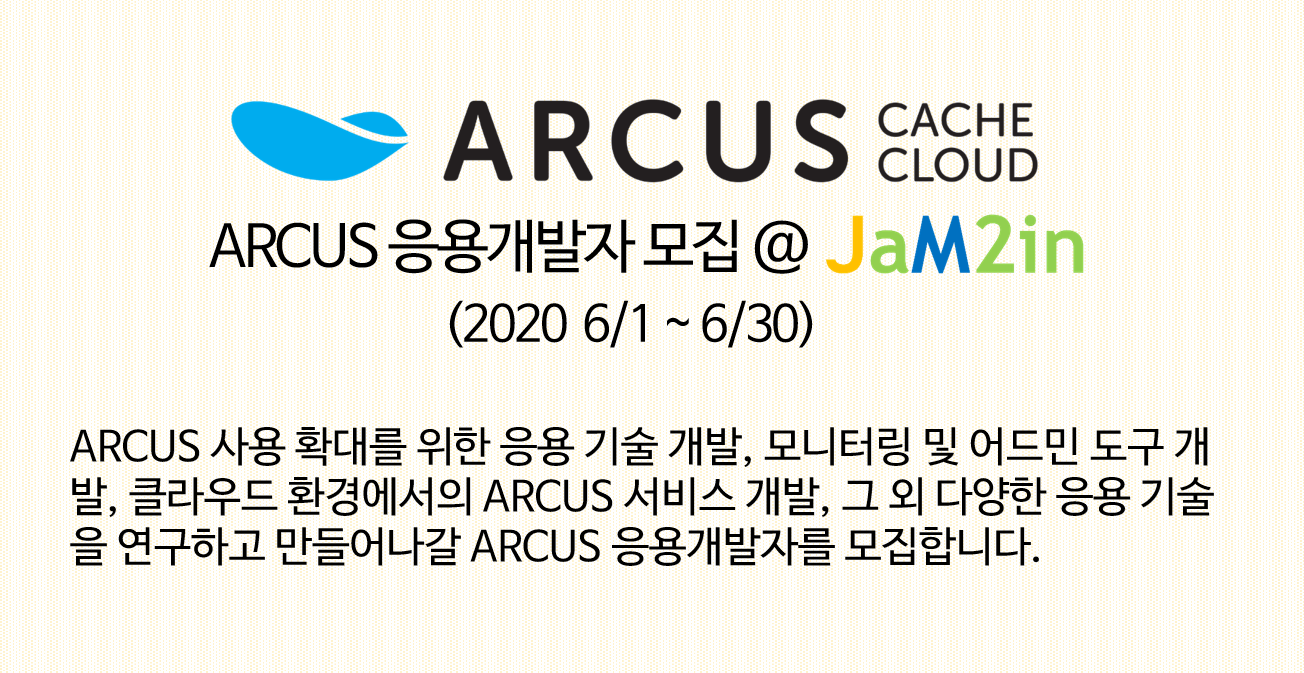 ARCUS CACHE
CLOUD
ARCUS 응용개발자 모집 @ JaM2in
(2020 6/1 ~ 6/30)
ARCUS 사용 확대를 위한 응용 기술 개발, 모니터링 및 어드민 도구 개
발, 클라우드 환경에서의 ARCUS 서비스 개발, 그 외 다양한 응용 기술
을 연구하고 만들어나갈 ARCUS 응용개발자를 모집합니다.